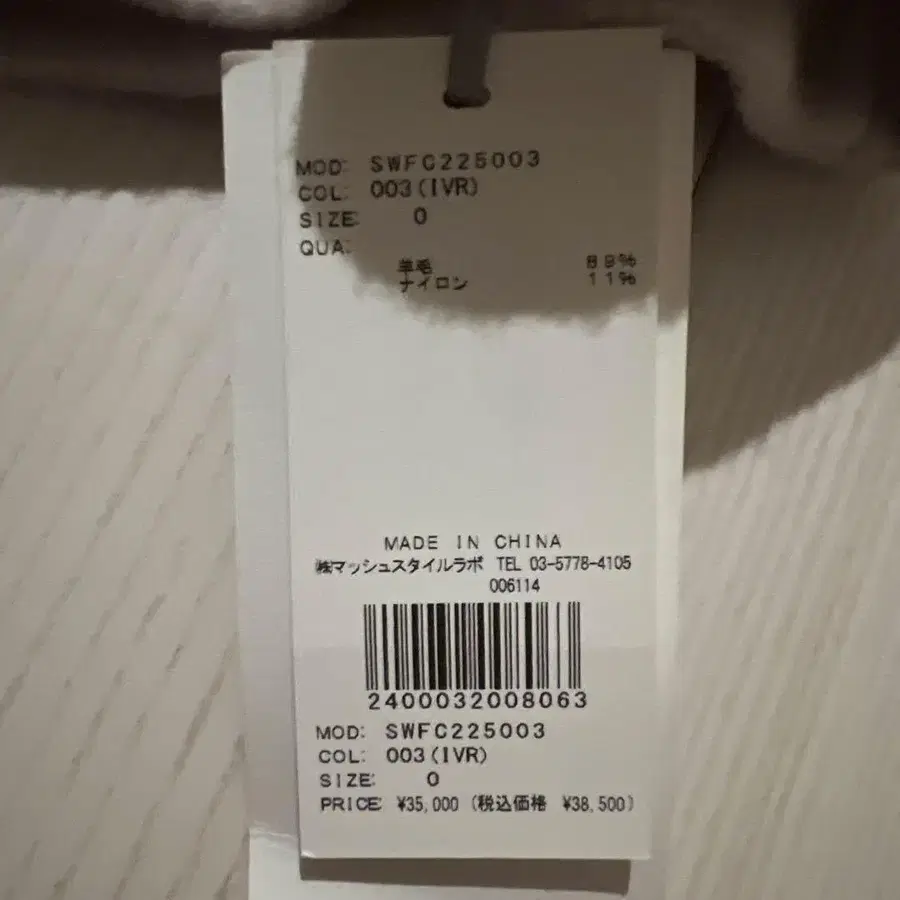 MOD: SWFC225003
COL: 003(IVR)
SIZE: 0
QUA:
羊毛 89%
ナイロン 11%
MADE IN CHINA
㈱マッシュスタイルラボ TEL 03-5778-4105
006114
2400032008063
MOD: SWFC225003
COL: 003(IVR)
SIZE: 0
PRICE: ¥35,000 (税込価格 ¥38,500)